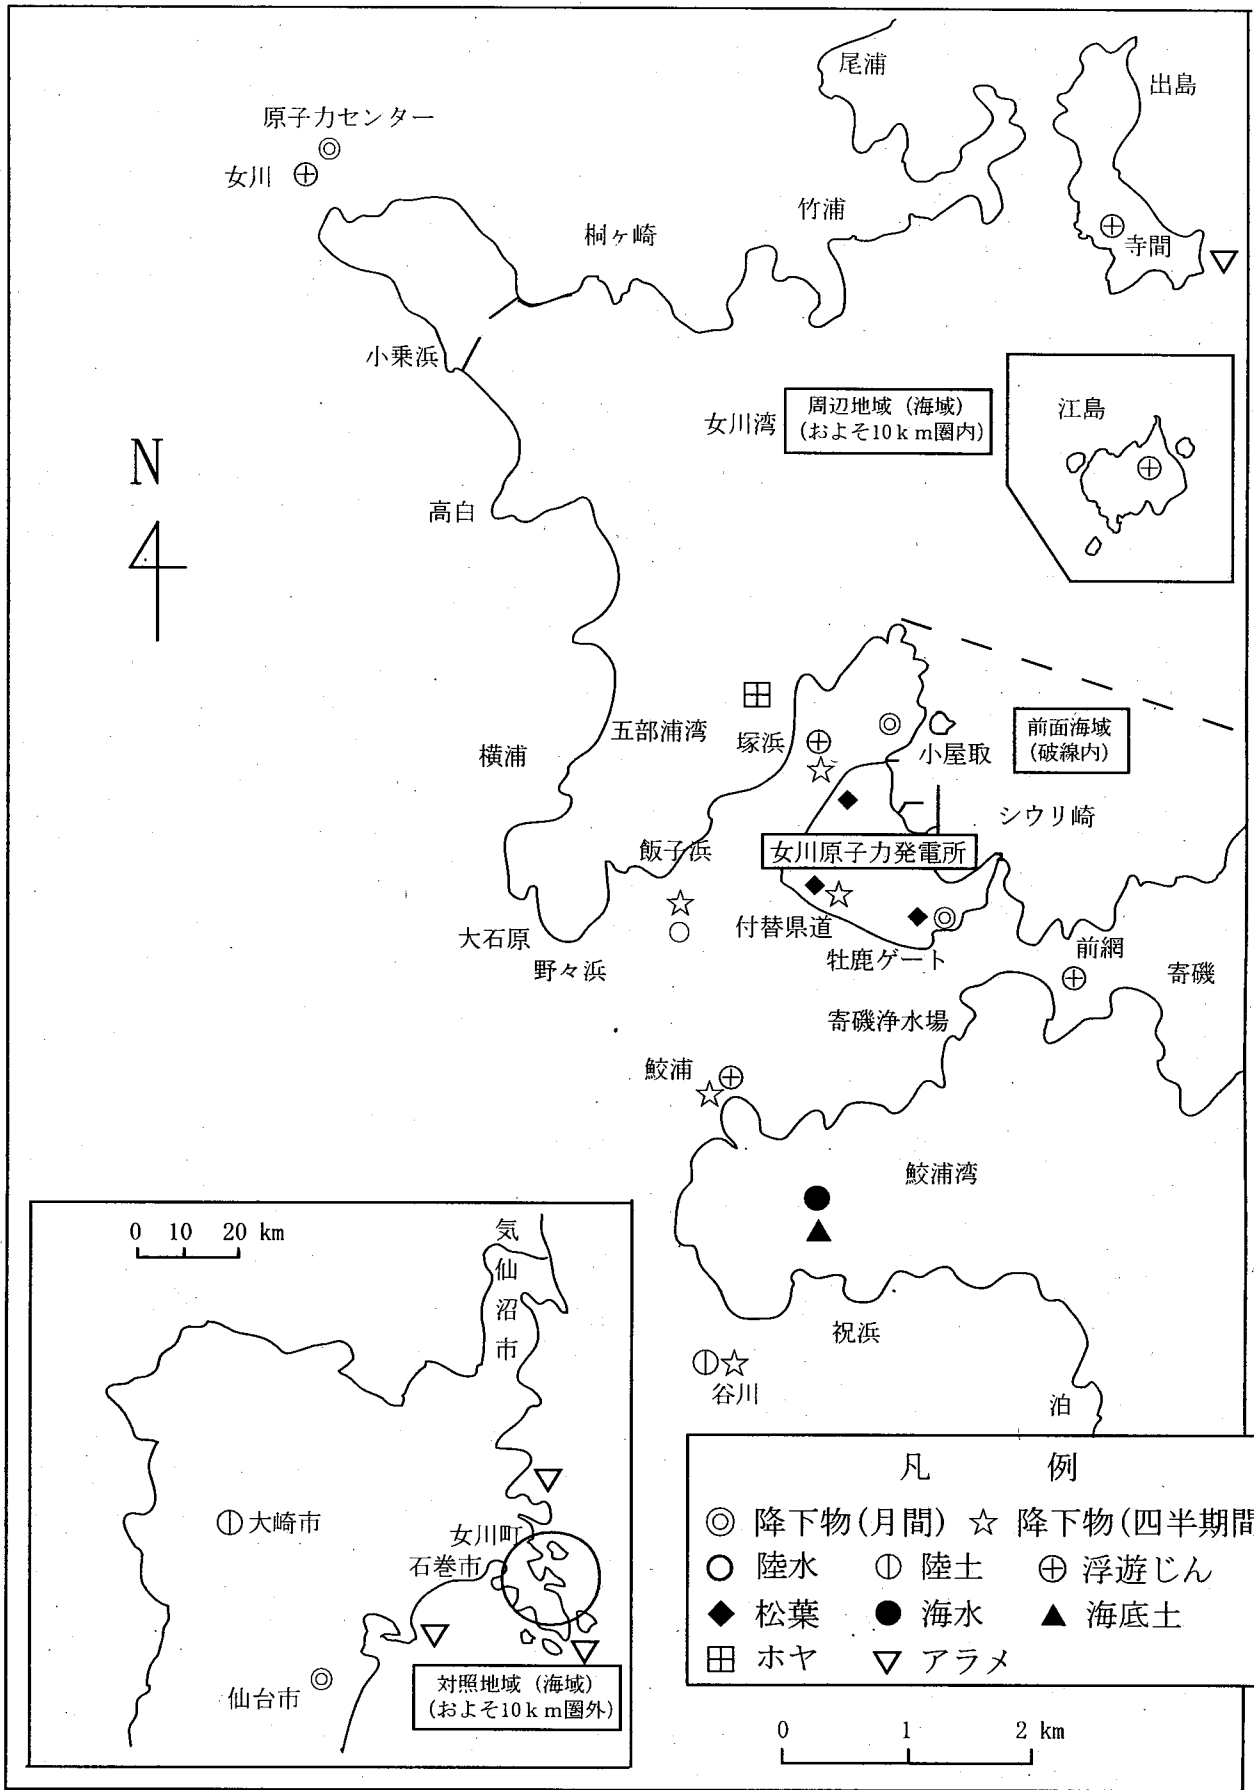 尾浦
出島
原子力センター
女川
竹浦
桐ヶ崎
寺間
小乗浜
女川湾
周辺地域（海域）
(およそ10ｋｍ圏内)
江島
N
高白
五部浦湾
塚浜
横浦
小屋取
前面海域
(破線内)
シウリ崎
飯子浜
女川原子力発電所
大石原
野々浜
付替県道
牡鹿ゲート
前網
寄磯
寄磯浄水場
鮫浦
鮫浦湾
祝浜
谷川
泊
0 10 20 km
気仙沼市
大崎市
女川町
石巻市
仙台市
対照地域（海域）
(およそ10ｋｍ圏外)
凡 例
◎ 降下物(月間) ☆ 降下物(四半期間
○ 陸水 ⦶ 陸土 ⊕ 浮遊じん
◆ 松葉 ● 海水 ▲ 海底土
⊞ ホヤ ▽ アラメ
0 1 2 km